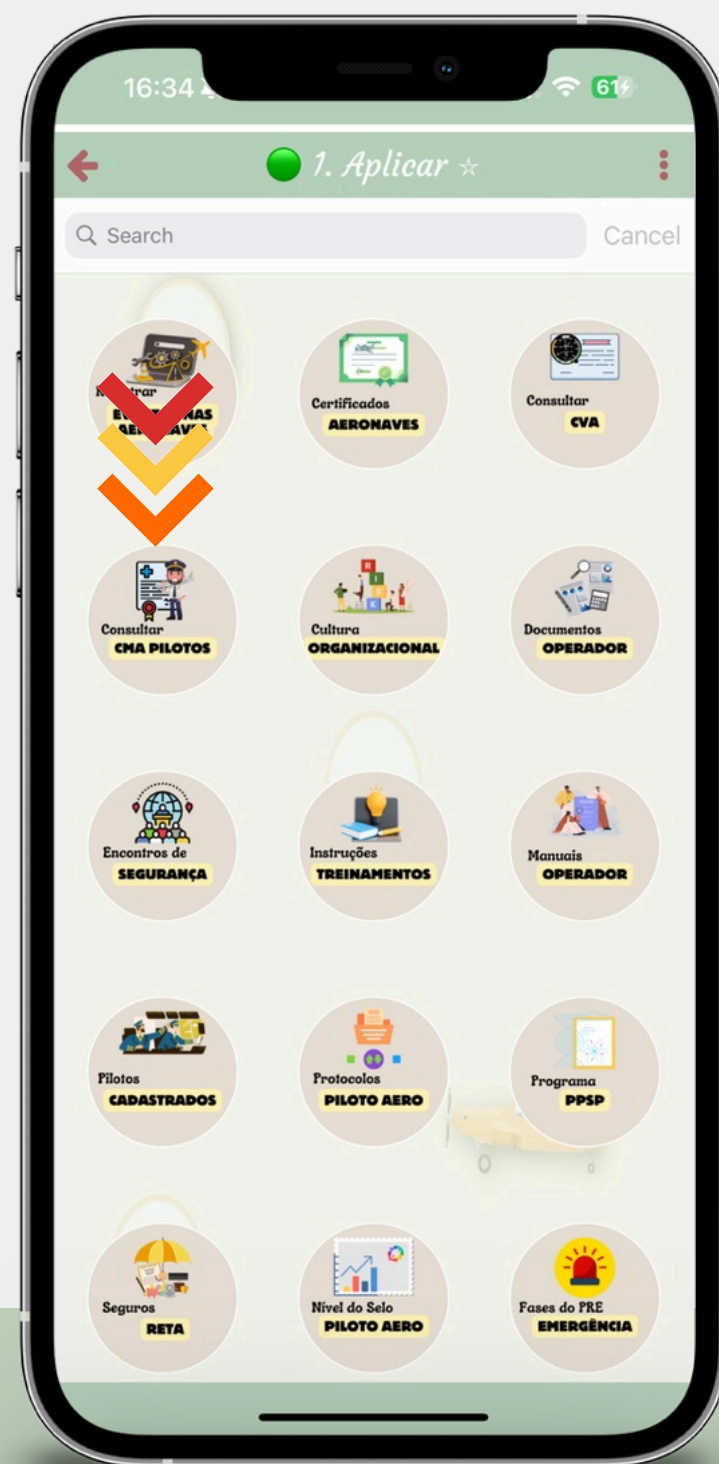 16:34
61
1. Aplicar ☆
Search
Cancel
Certificados
AERONAVES
Consultar
CVA
Consultar
CMA PILOTOS
Cultura
R I S K
ORGANIZACIONAL
Documentos
OPERADOR
Encontros de
SEGURANÇA
Instruções
TREINAMENTOS
Manuais
OPERADOR
Pilotos
CADASTRADOS
Protocolos
PILOTO AERO
Programa
PPSP
Seguros
RETA
Nível do Selo
PILOTO AERO
Fases do PRE
EMERGÊNCIA